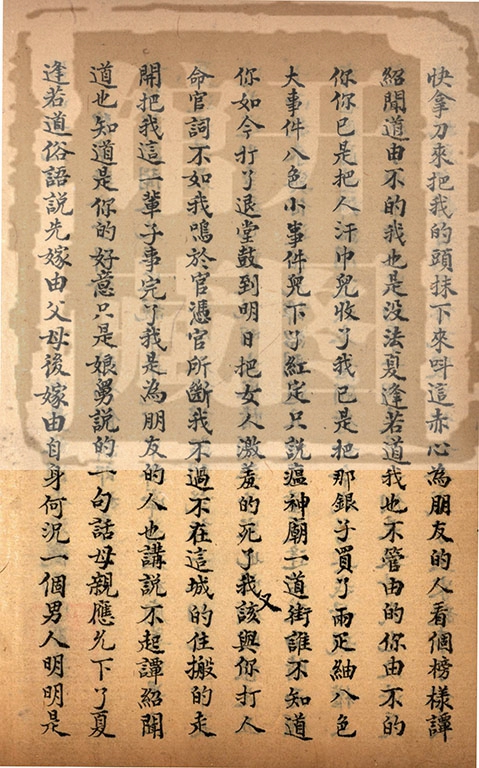 快拿刀來把我的頭抹下來呌這赤心為朋友的人看個榜樣譚
紹聞道由不的我也是没法夏逢若道我也不管由的你由不的
你你已是把人汗巾兒收了我已是把那銀子買了兩疋紬八色
大事件八色小事件兒下了紅定只說瘟神廟一道街誰不知道
你如今打了退堂鼓到明日把女人激羞的死了我又該與你打人
命官詞不如我鳴於官憑官所斷我不過不在這城的住搬的走
開把我這一輩子事完了我是為朋友的人也講說不起譚紹聞
道也知道是你的好意只是娘舅說的一句話母親應允下了夏
逢若道俗語說先嫁由父母後嫁由自身何況一個男人明明是